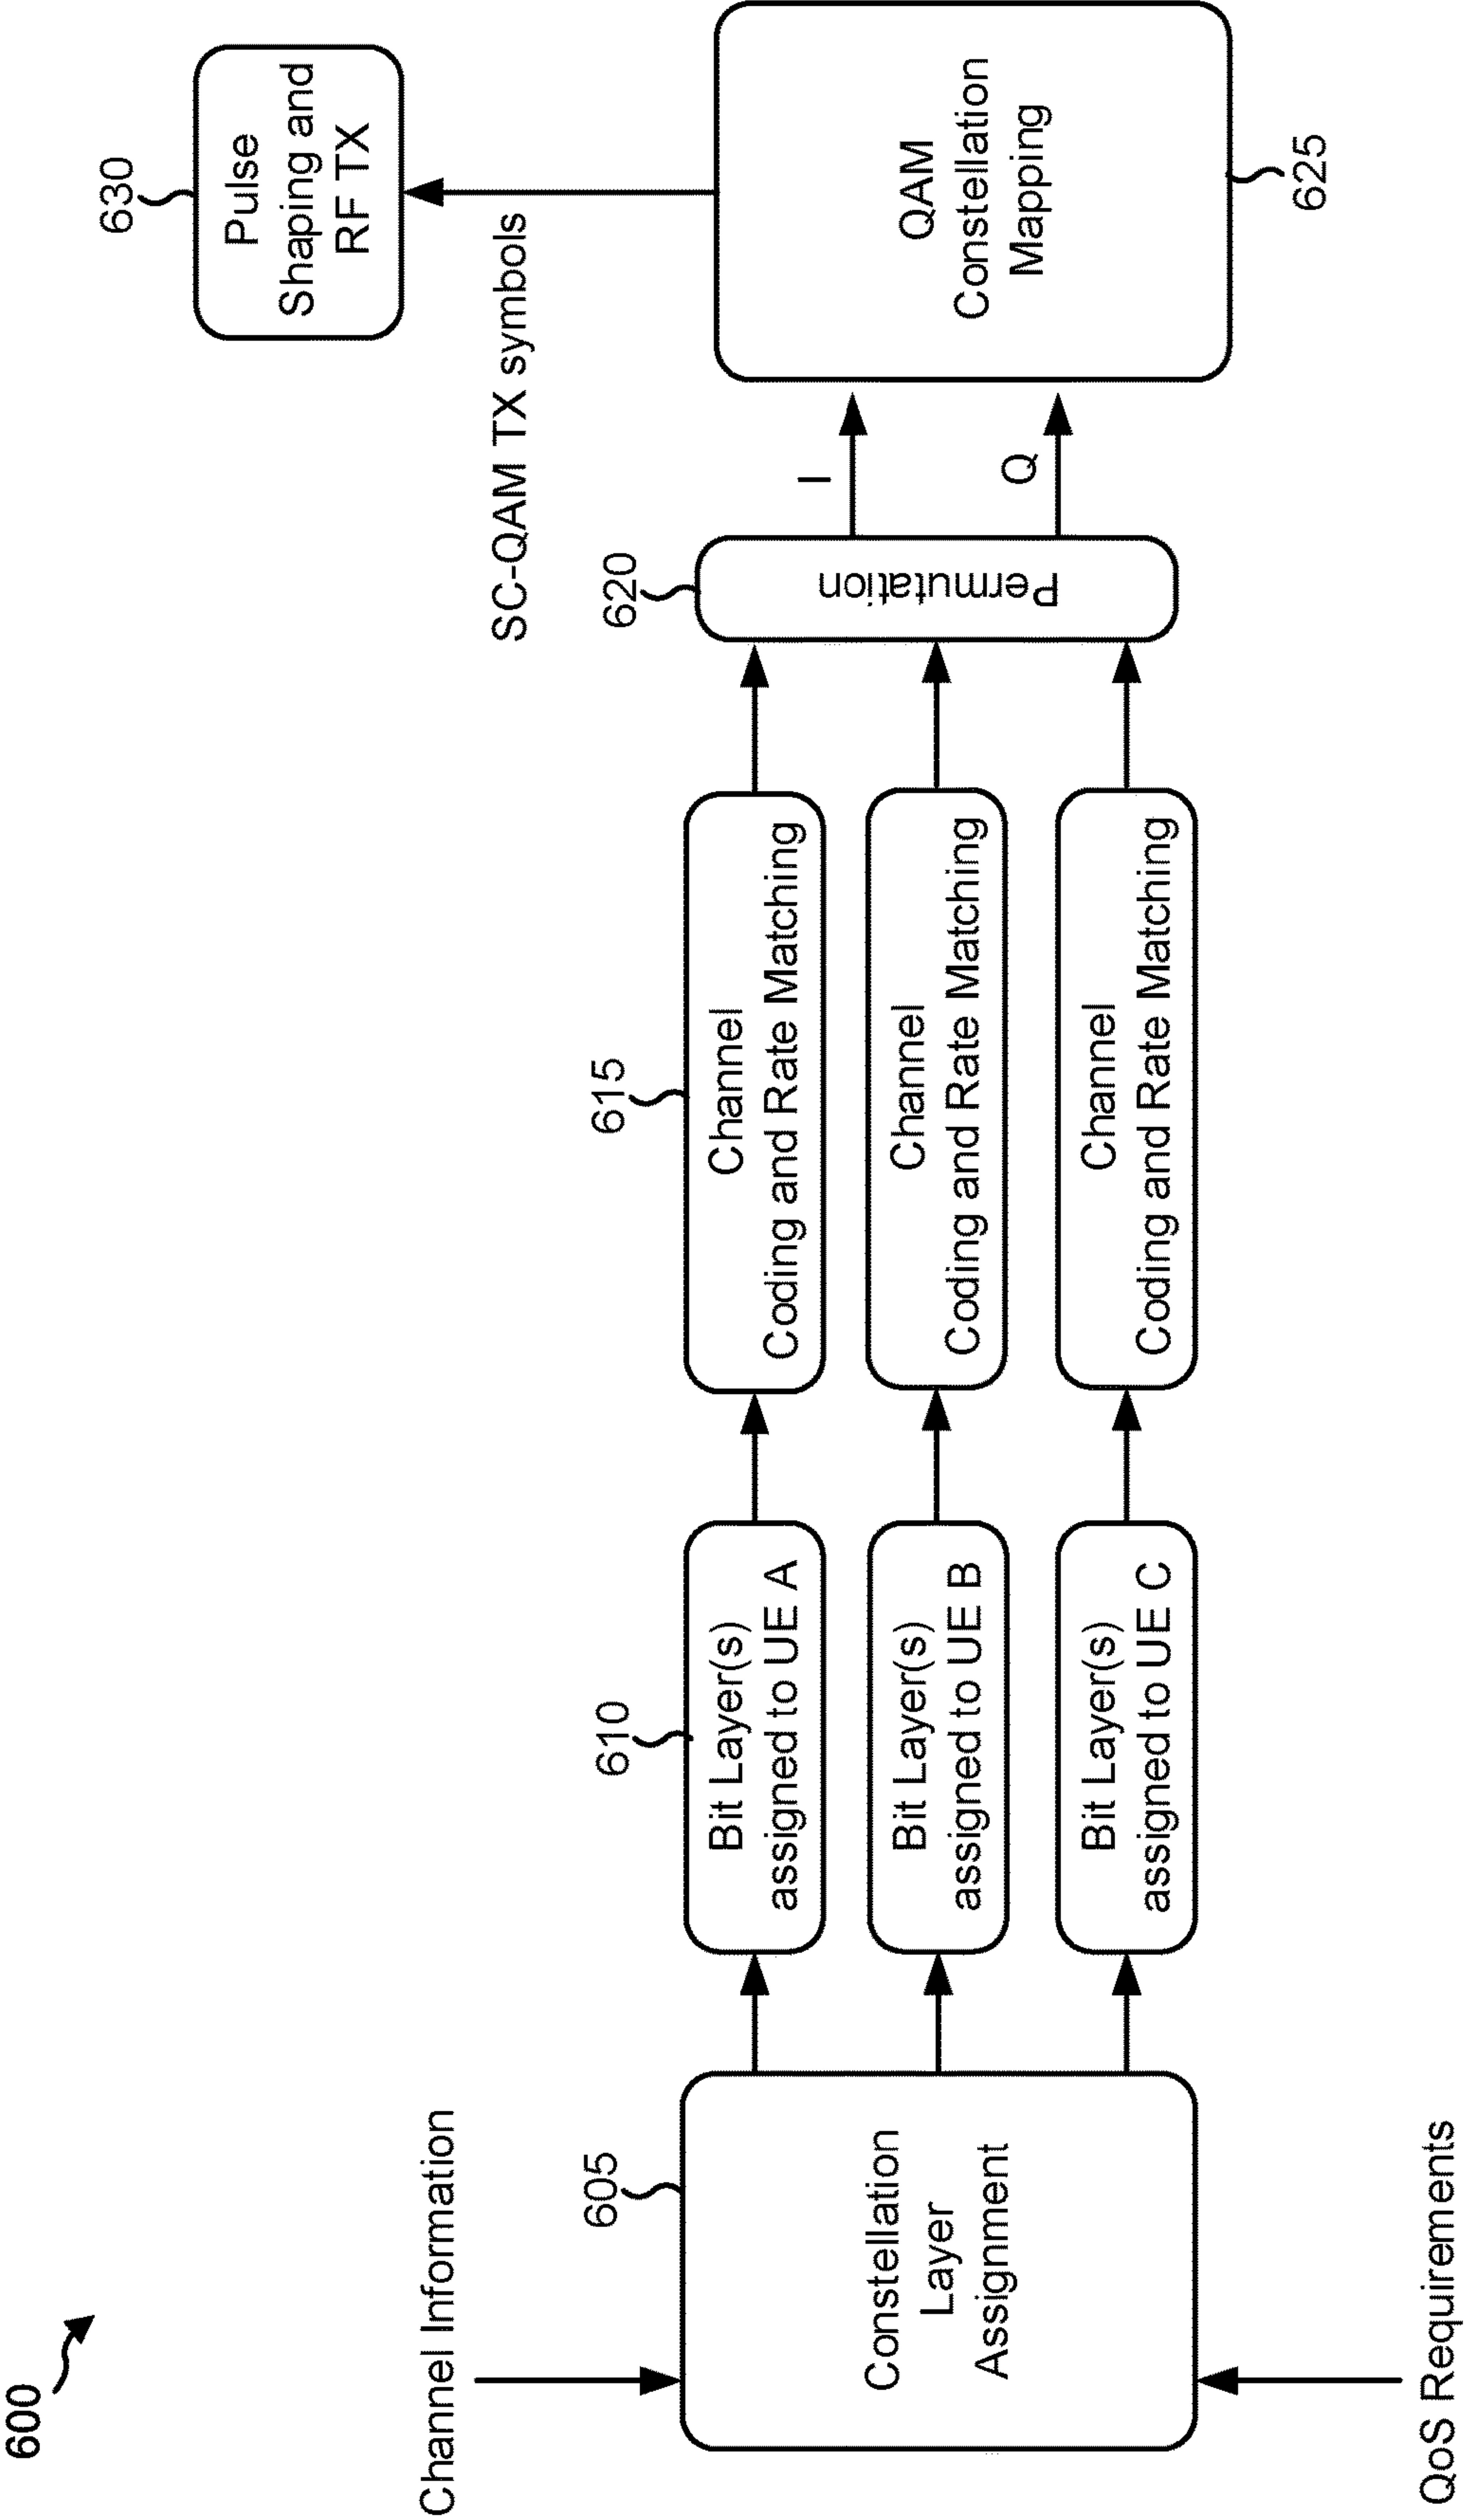 600
Channel Information
605
Constellation
Layer
Assignment
QoS Requirements
610
Bit Layer(s)
assigned to UE A
Bit Layer(s)
assigned to UE B
Bit Layer(s)
assigned to UE C
615
Channel
Coding and Rate Matching
Channel
Coding and Rate Matching
Channel
Coding and Rate Matching
620
Permutation
I
Q
SC-QAM TX symbols
QAM
Constellation
Mapping
625
630
Pulse
Shaping and
RF TX